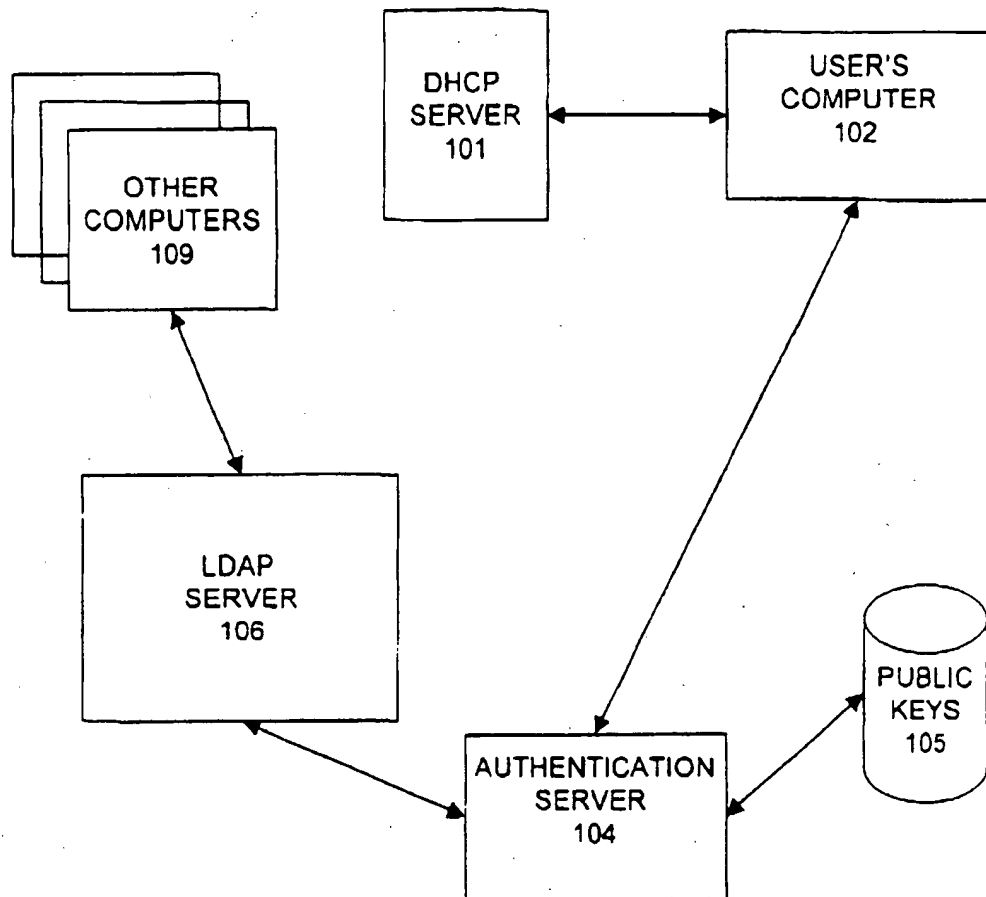 DHCP
SERVER
101
USER'S
COMPUTER
102
OTHER
COMPUTERS
109
LDAP
SERVER
106
PUBLIC
KEYS
105
AUTHENTICATION
SERVER
104